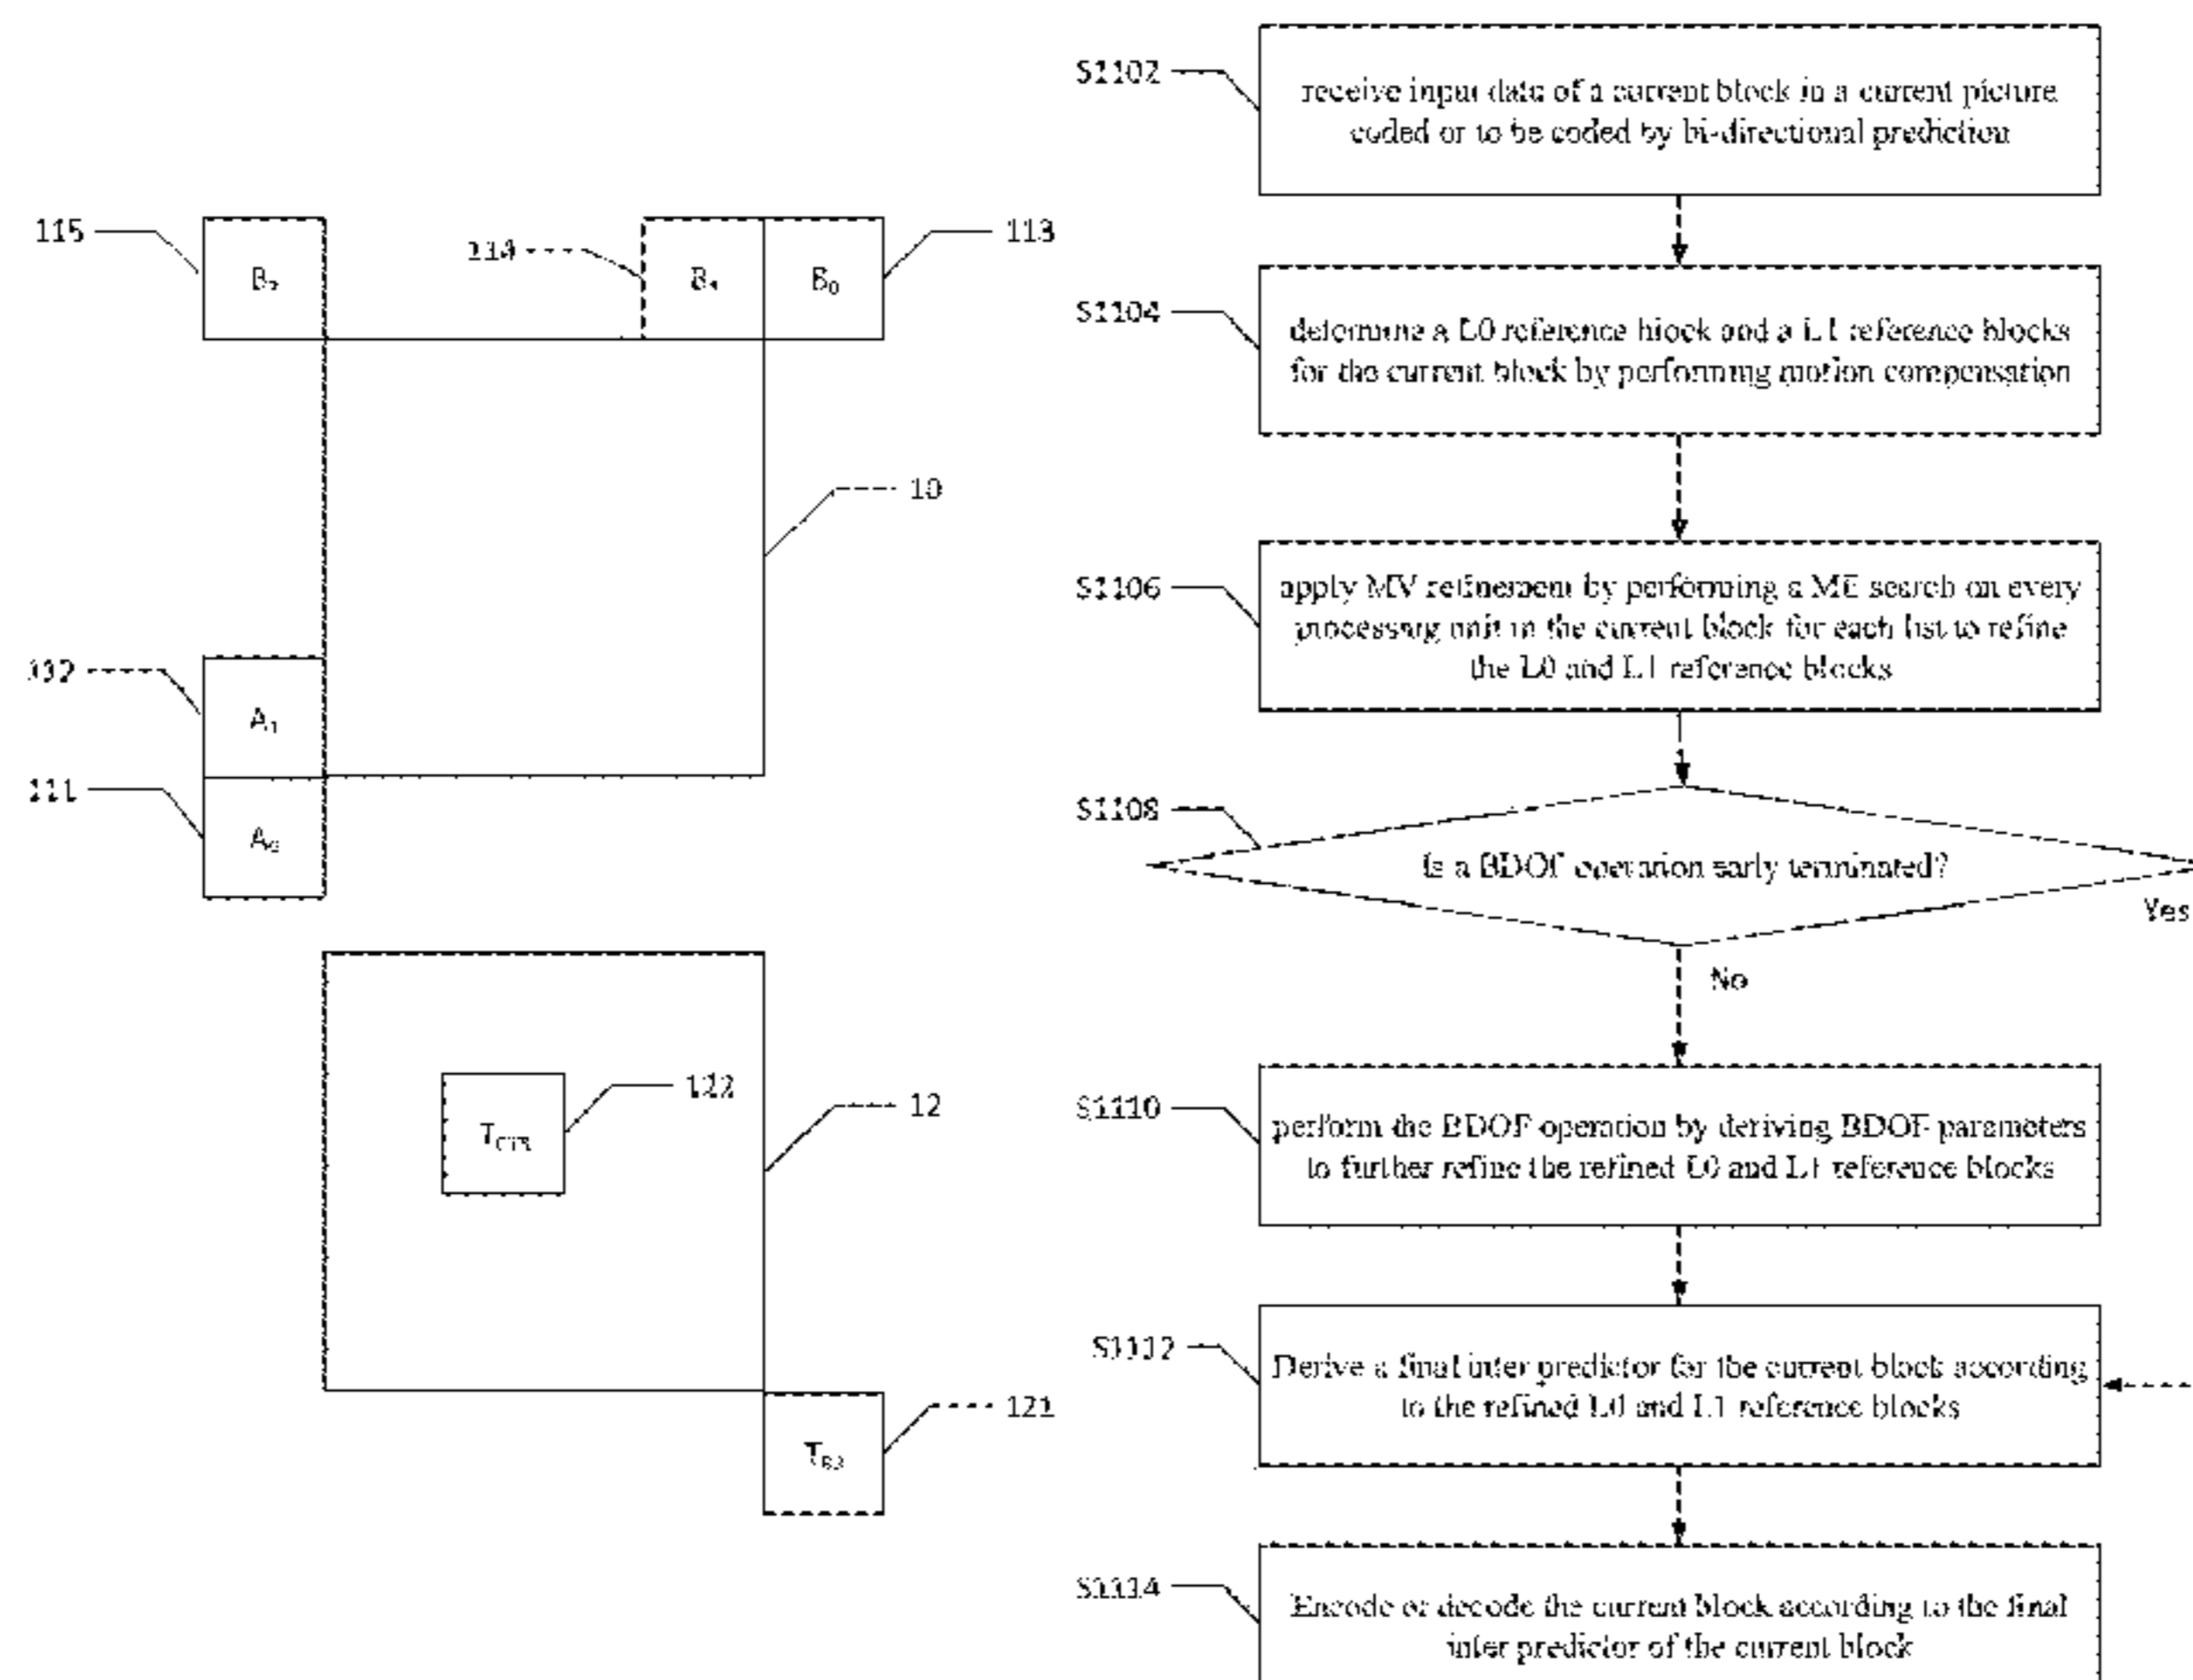 115
B₂
114
B₁
B₀
113
10
112
A₁
111
A₀
T_CTR
122
12
121
T_BR
S1102
receive input data of a current block in a current picture
coded or to be coded by bi-directional prediction
S1104
determine a L0 reference block and a L1 reference blocks
for the current block by performing motion compensation
S1106
apply MV refinement by performing a ME search on every
processing unit in the current block for each list to refine
the L0 and L1 reference blocks
S1108
Is a BDOF operation early terminated?
Yes
No
S1110
perform the BDOF operation by deriving BDOF parameters
to further refine the refined L0 and L1 reference blocks
S1112
Derive a final inter predictor for the current block according
to the refined L0 and L1 reference blocks
S1114
Encode or decode the current block according to the final
inter predictor of the current block